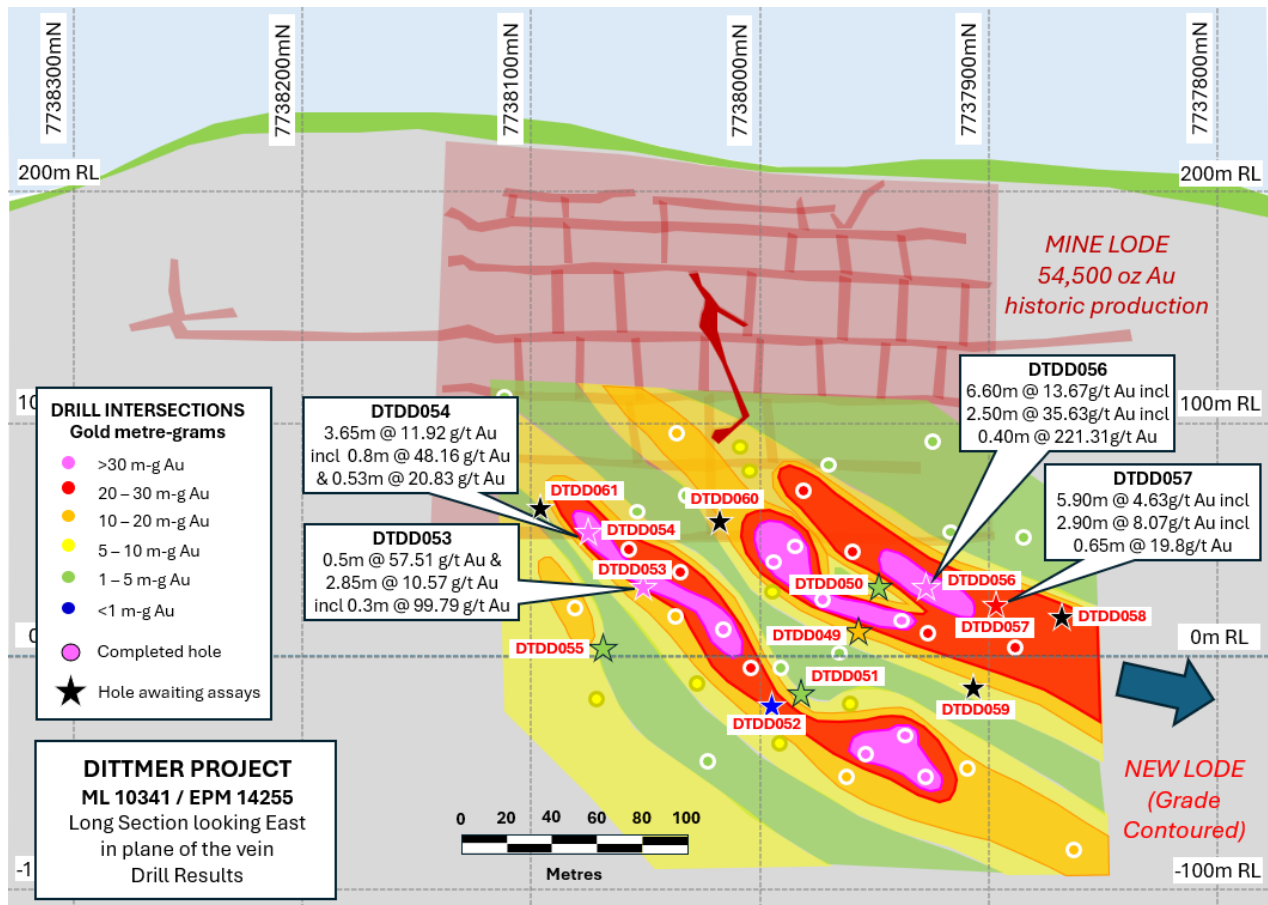 7738300mN
7738200mN
7738100mN
7738000mN
7737900mN
7737800mN
200m RL
200m RL
MINE LODE
54,500 oz Au
historic production
DTDD056
6.60m @ 13.67g/t Au incl
2.50m @ 35.63g/t Au incl
0.40m @ 221.31g/t Au
10
100m RL
DRILL INTERSECTIONS
Gold metre-grams
>30 m-g Au
20 – 30 m-g Au
10 – 20 m-g Au
5 – 10 m-g Au
1 – 5 m-g Au
<1 m-g Au
Completed hole
Hole awaiting assays
DTDD054
3.65m @ 11.92 g/t Au
incl 0.8m @ 48.16 g/t Au
& 0.53m @ 20.83 g/t Au
DTDD057
5.90m @ 4.63g/t Au incl
2.90m @ 8.07g/t Au incl
0.65m @ 19.8g/t Au
DTDD053
0.5m @ 57.51 g/t Au &
2.85m @ 10.57 g/t Au
incl 0.3m @ 99.79 g/t Au
DTDD061
DTDD060
DTDD054
DTDD053
DTDD050
DTDD056
DTDD058
DTDD057
DTDD049
DTDD055
DTDD051
DTDD059
DTDD052
0
0m RL
DITTMER PROJECT
ML 10341 / EPM 14255
Long Section looking East
in plane of the vein
Drill Results
NEW LODE
(Grade
Contoured)
0 20 40 60 80 100
Metres
-1
-100m RL